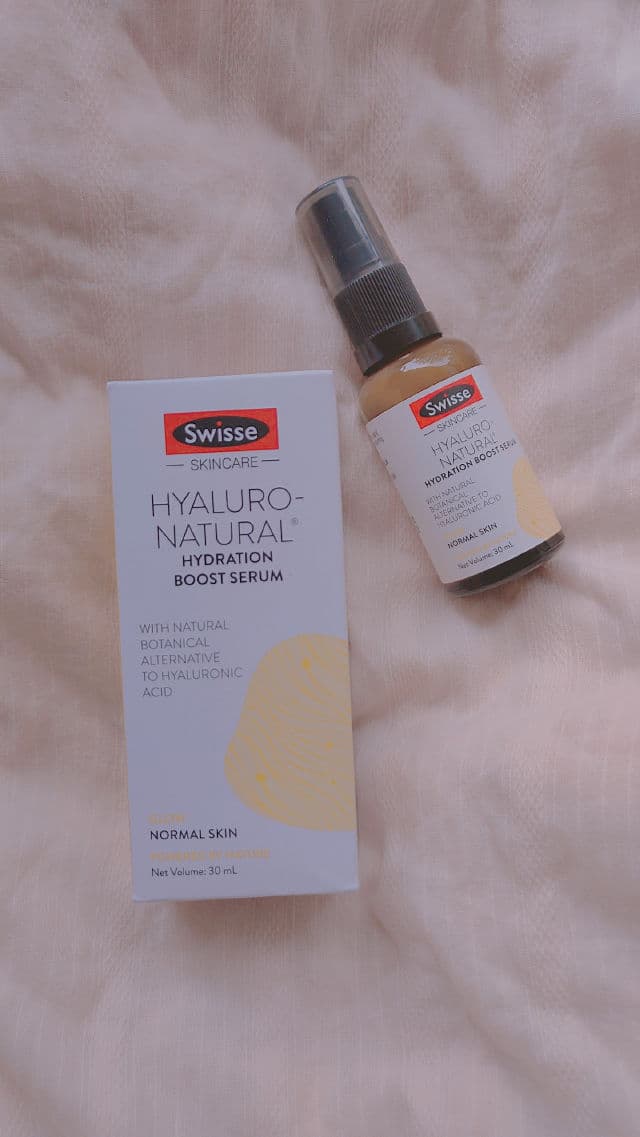 Swisse
SKINCARE
HYALURO-
NATURAL®
HYDRATION
BOOST SERUM
WITH NATURAL
BOTANICAL
ALTERNATIVE
TO HYALURONIC
ACID
NORMAL SKIN
Net Volume: 30 mL
Swisse
SKINCARE
HYALURO-
NATURAL®
HYDRATION BOOST SERUM
WITH NATURAL
BOTANICAL
ALTERNATIVE TO
HYALURONIC ACID
NORMAL SKIN
Net Volume: 30 mL